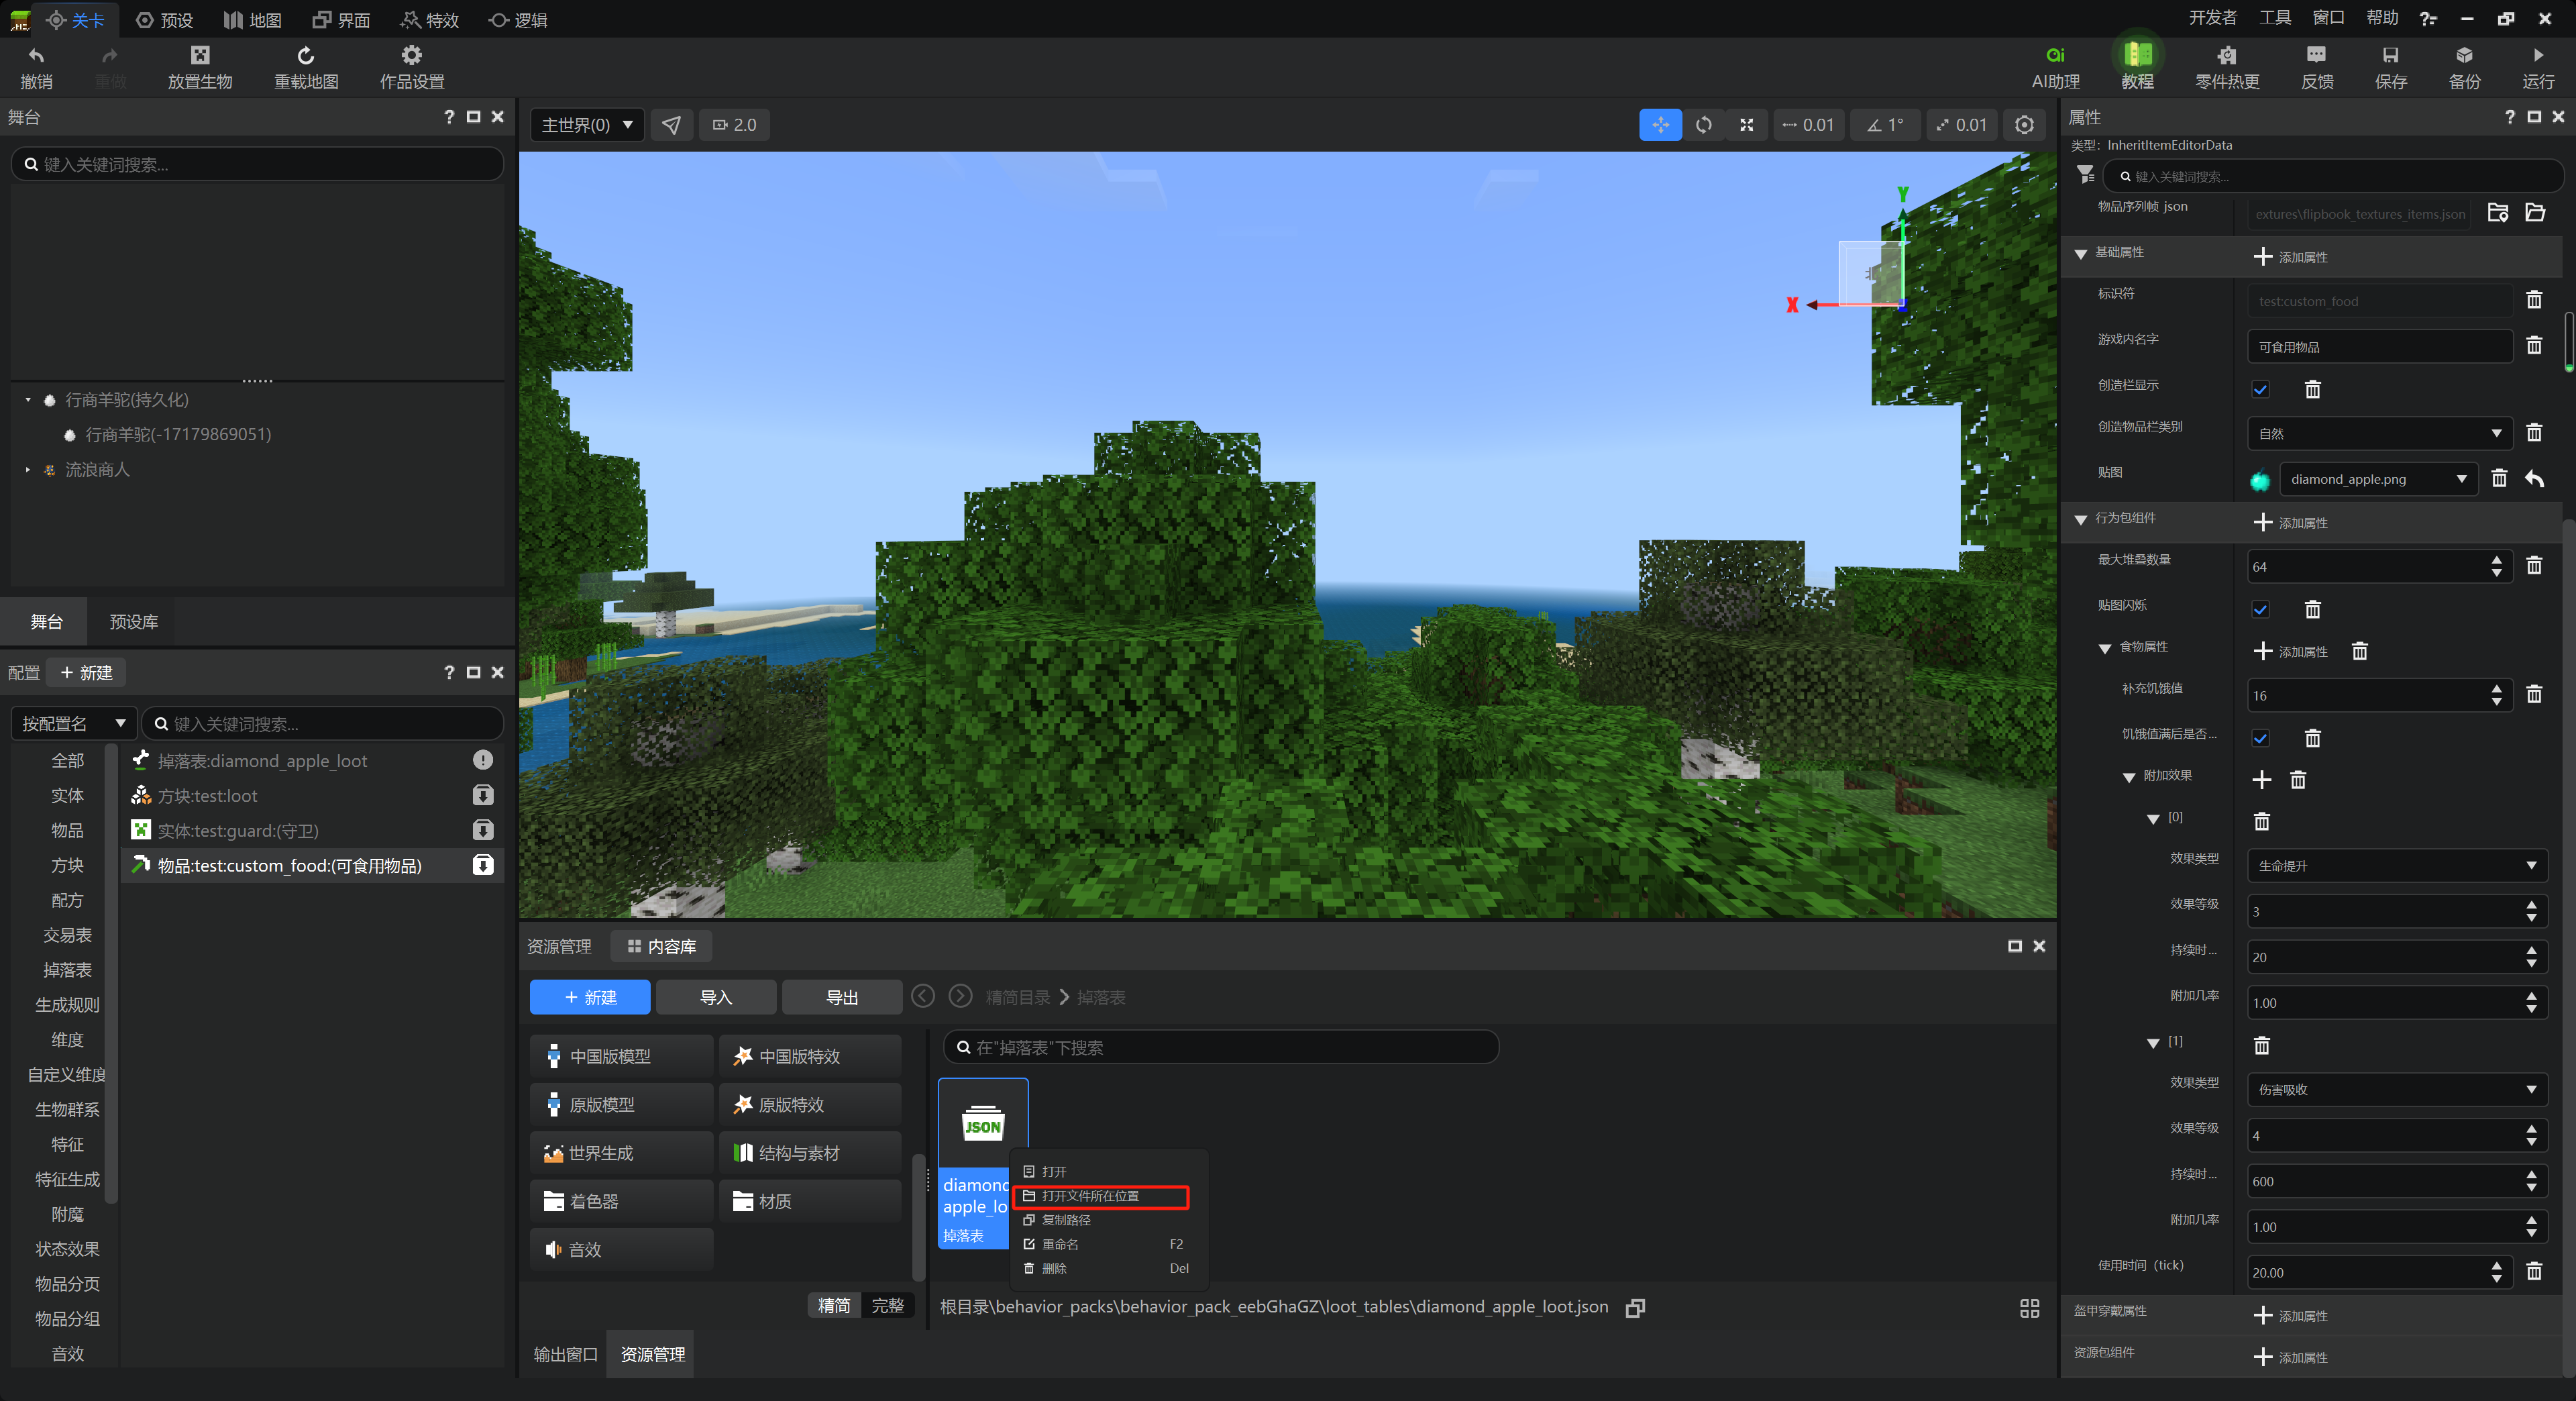 关卡 预设 地图 界面 特效 逻辑 开发者 工具 窗口 帮助
撤销 重做 放置生物 重载地图 作品设置 AI助理 教程 零件热更 反馈 保存 备份 运行
舞台
键入关键词搜索...
行商羊驼(持久化)
行商羊驼(-17179869051)
流浪商人
舞台 预设库
配置 新建
按配置名 键入关键词搜索...
全部
实体
物品
方块
配方
交易表
掉落表
生成规则
维度
自定义维度
生物群系
特征
特征生成
附魔
状态效果
物品分页
物品分组
音效
掉落表:diamond_apple_loot
方块:test:loot
实体:test:guard:(守卫)
物品:test:custom_food:(可食用物品)
主世界(0) 2.0 0.01 1° 0.01
Y
X
北
资源管理 内容库
新建 导入 导出 精简目录 掉落表
中国版模型 中国版特效
原版模型 原版特效
世界生成 结构与素材
着色器 材质
音效
精简 完整
在"掉落表"下搜索
JSON
diamond
apple_lo
掉落表
打开
打开文件所在位置
复制路径
重命名 F2
删除 Del
根目录\behavior_packs\behavior_pack_eebGhaGZ\loot_tables\diamond_apple_loot.json
输出窗口 资源管理
属性
类型: InheritItemEditorData
键入关键词搜索...
物品序列帧 json extures\flipbook_textures_items.json
基础属性 添加属性
标识符 test:custom_food
游戏内名字 可食用物品
创造栏显示
创造物品栏类别 自然
贴图 diamond_apple.png
行为包组件 添加属性
最大堆叠数量 64
贴图闪烁
食物属性 添加属性
补充饥饿值 16
饥饿值满后是否...
附加效果
[0]
效果类型 生命提升
效果等级 3
持续时... 20
附加几率 1.00
[1]
效果类型 伤害吸收
效果等级 4
持续时... 600
附加几率 1.00
使用时间（tick） 20.00
盔甲穿戴属性 添加属性
资源包组件 添加属性